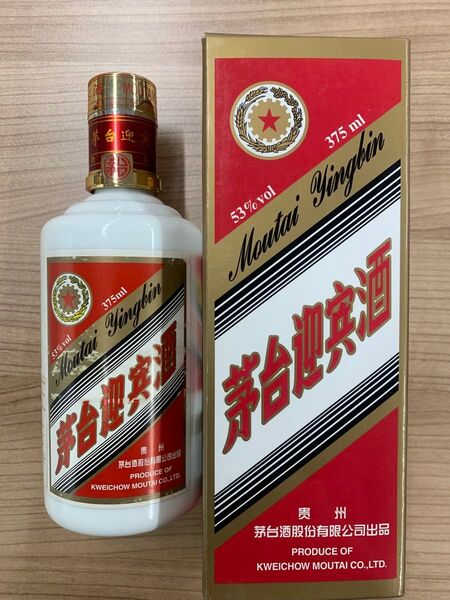 茅台迎宾
53% vol
375ml
Moutai Yingbin
茅台迎宾酒
贵 州
茅台酒股份有限公司出品
PRODUCE OF
KWEICHOW MOUTAI CO.,LTD.
53% vol
375 ml
Moutai Yingbin
茅台迎宾酒
贵 州
茅台酒股份有限公司出品
PRODUCE OF
KWEICHOW MOUTAI CO.,LTD.